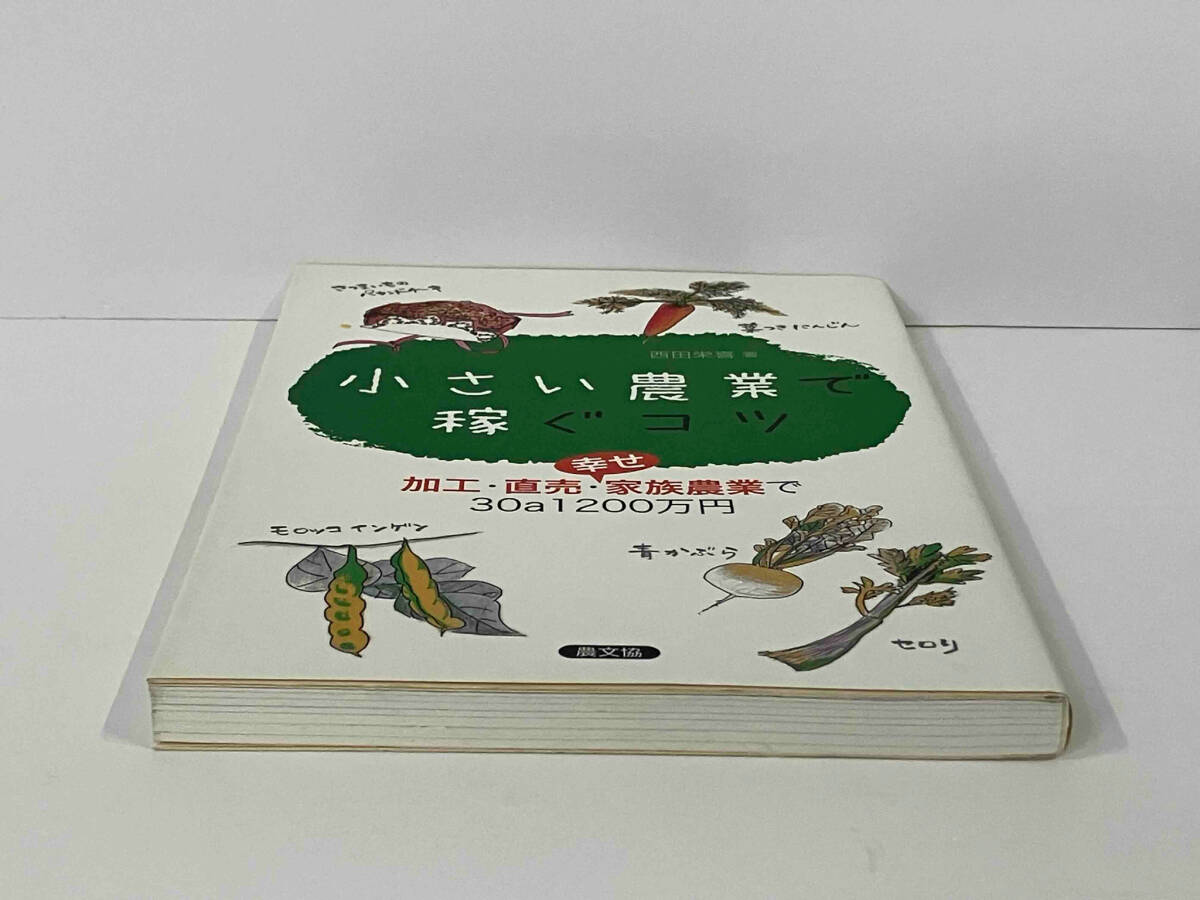 さつまいもの
パウンドケーキ
葉つきにんじん
西田栄喜 著
小さい農業で
稼ぐコツ
幸せ
加工・直売・家族農業で
30a1200万円
モロッコインゲン
青かぶら
セロリ
農文協